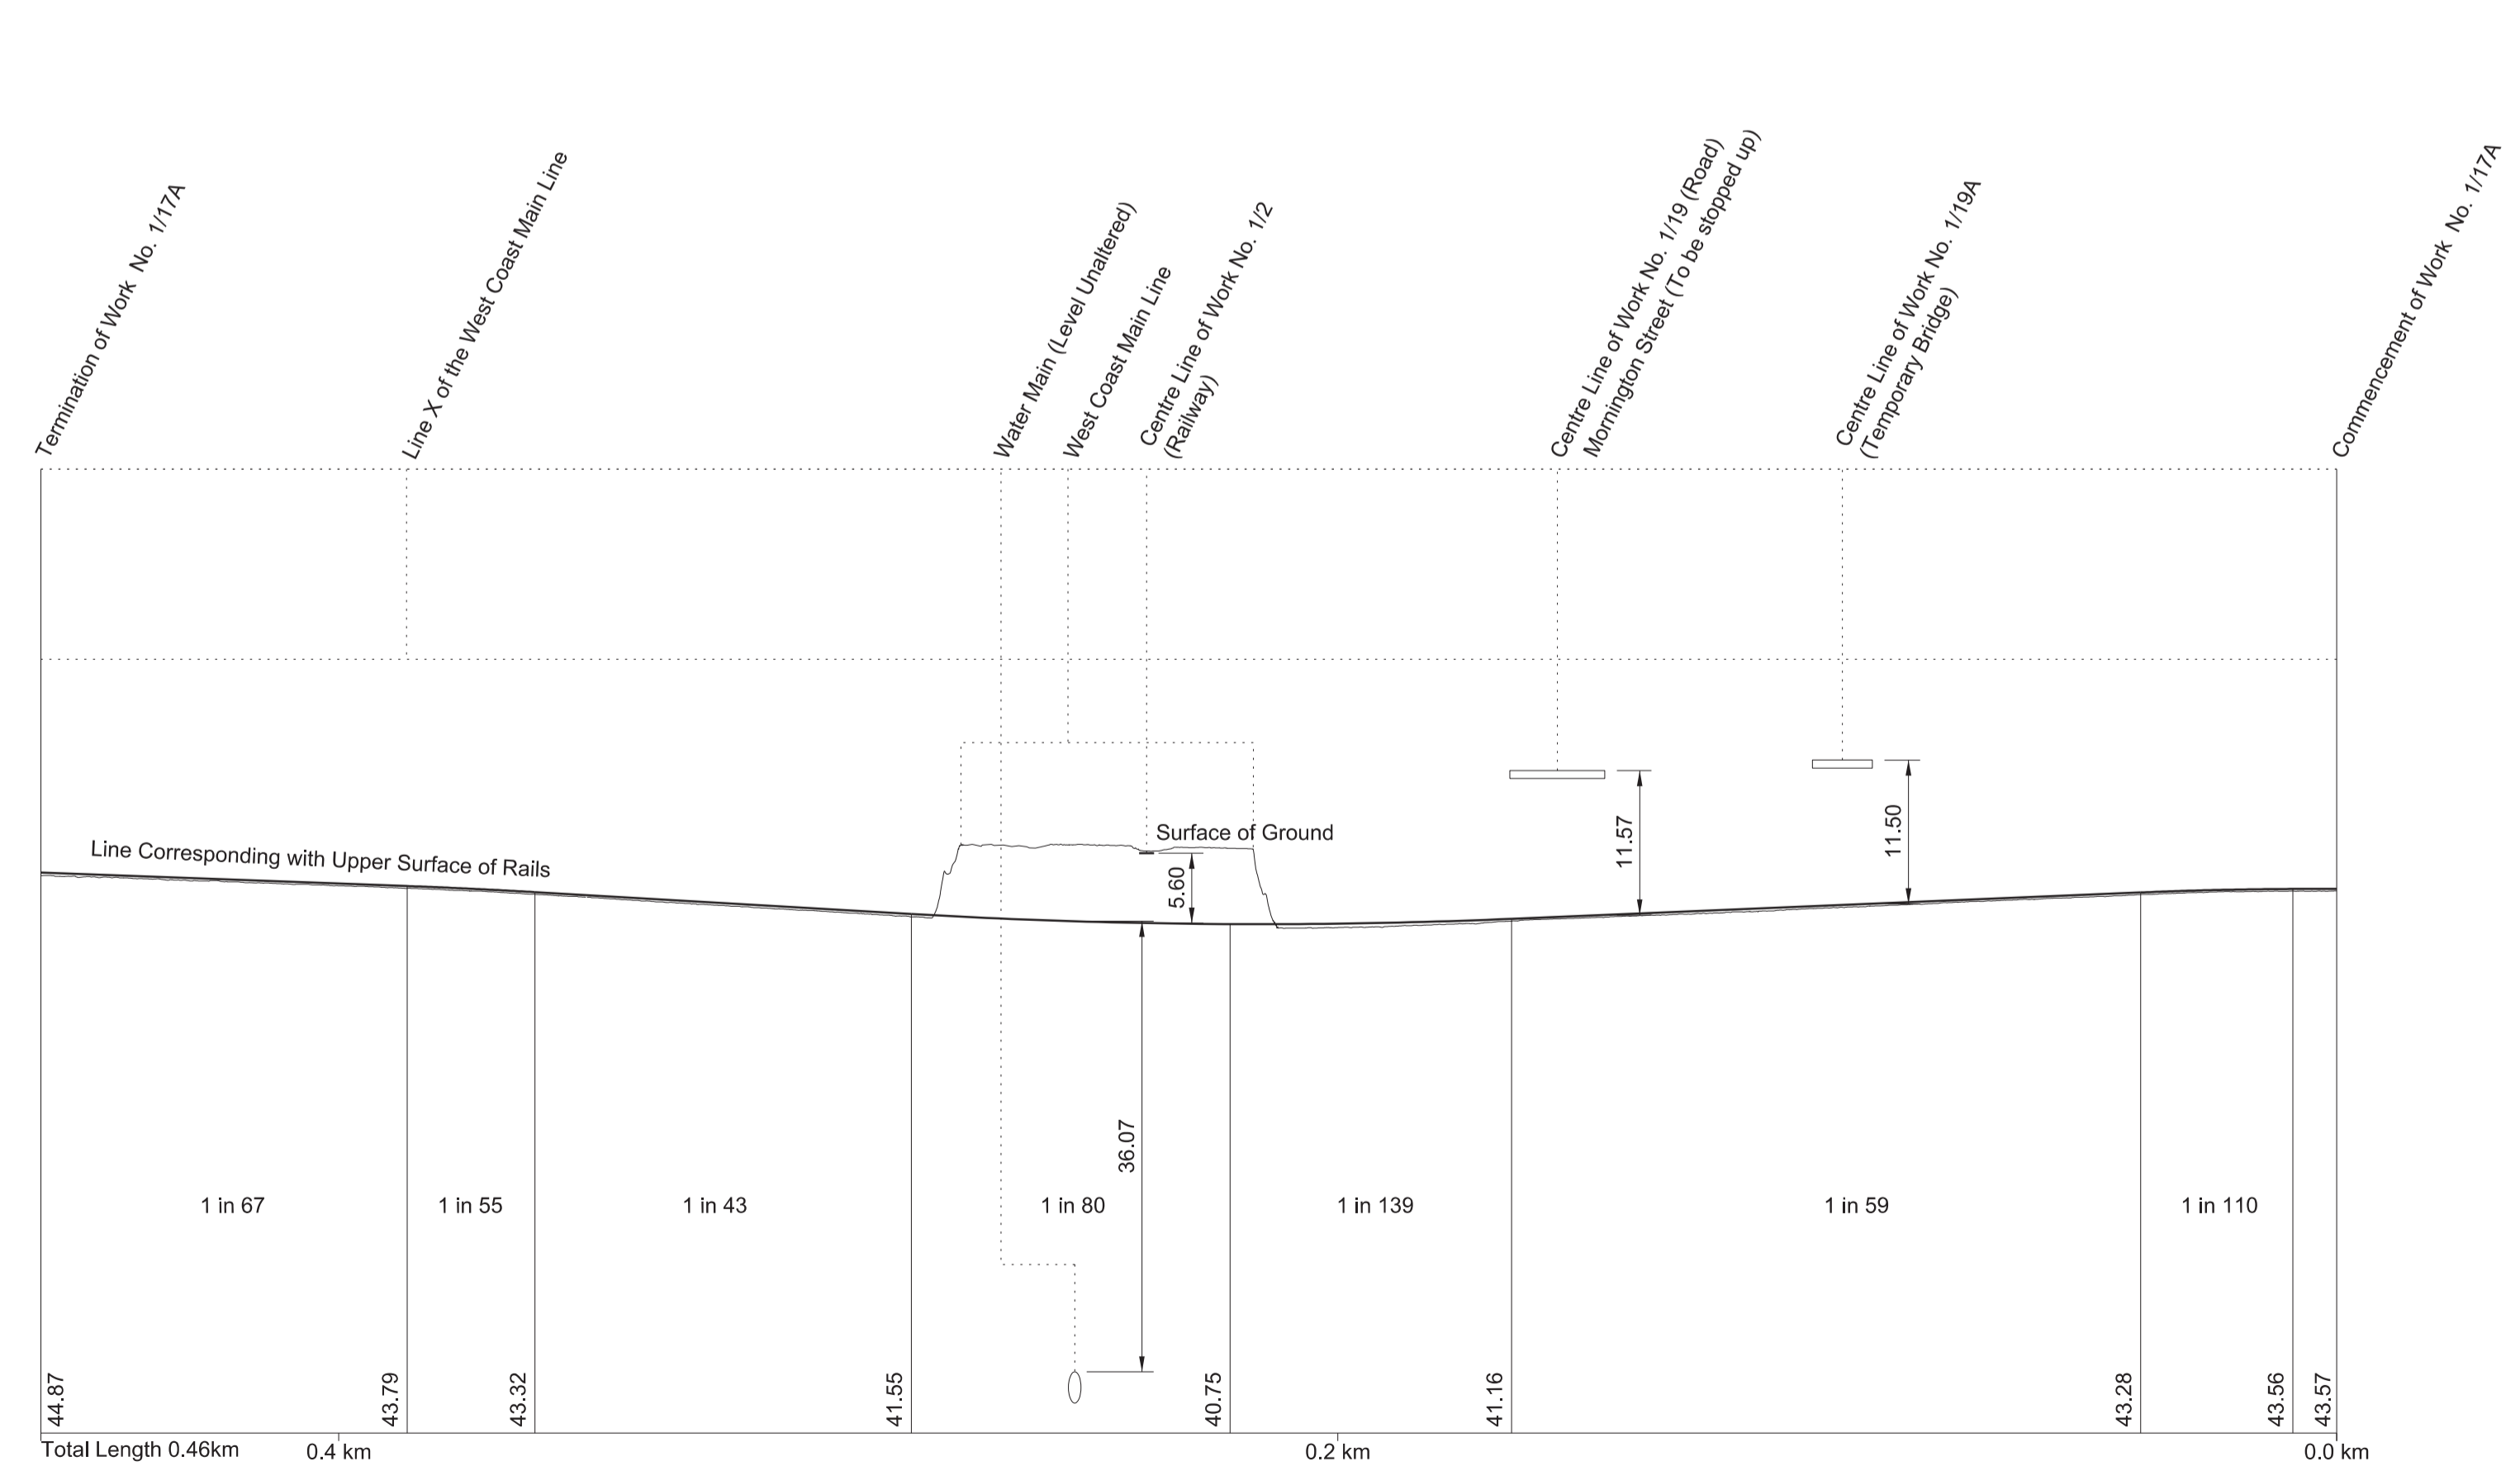 Termination of Work No. 1/17A
Line X of the West Coast Main Line
Water Main (Level Unaltered)
West Coast Main Line
Centre Line of Work No. 1/2
(Railway)
Centre Line of Work No. 1/19 (Road)
Mornington Street (To be stopped up)
Centre Line of Work No. 1/19A
(Temporary Bridge)
Commencement of Work No. 1/17A
Line Corresponding with Upper Surface of Rails
Surface of Ground
5.60
11.57
11.50
36.07
1 in 67
1 in 55
1 in 43
1 in 80
1 in 139
1 in 59
1 in 110
44.87
43.79
43.32
41.55
40.75
41.16
43.28
43.56
43.57
Total Length 0.46km
0.4 km
0.2 km
0.0 km